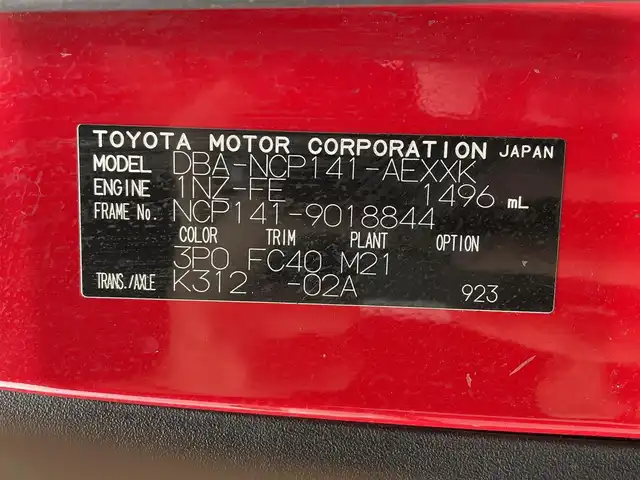 TOYOTA MOTOR CORPORATION JAPAN
MODEL DBA-NCP141-AEXXK
ENGINE 1NZ-FE 1496 mL
FRAME No. NCP141-9018844
COLOR TRIM PLANT OPTION
3P0 FC40 M21
TRANS./AXLE K312 -02A 923